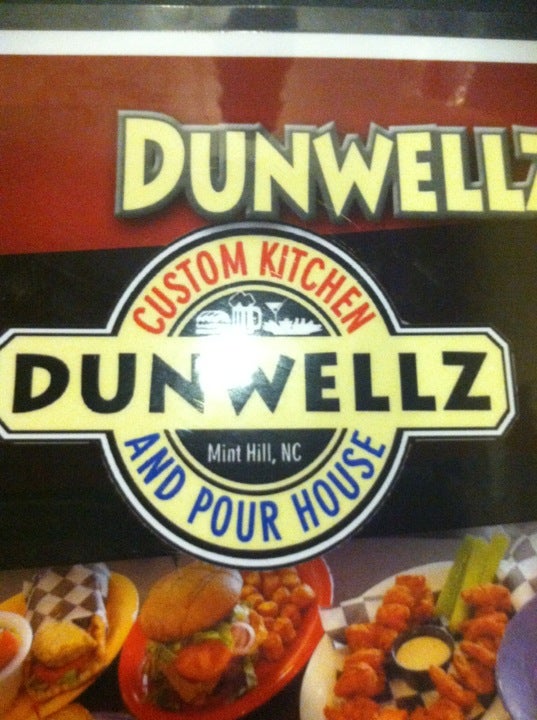 DUNWELLZ
CUSTOM KITCHEN
DUNWELLZ
Mint Hill, NC
AND POUR HOUSE